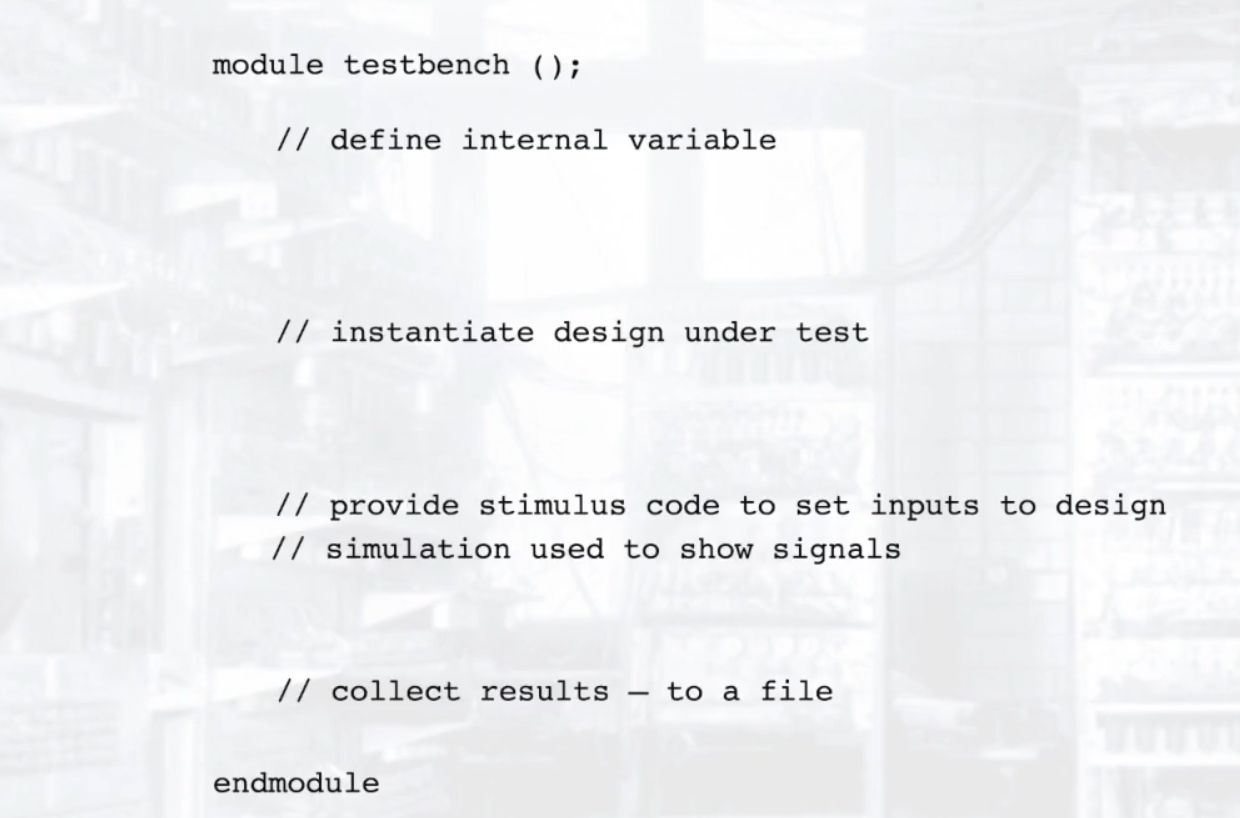 module testbench ();
// define internal variable
// instantiate design under test
// provide stimulus code to set inputs to design
// simulation used to show signals
// collect results — to a file
endmodule